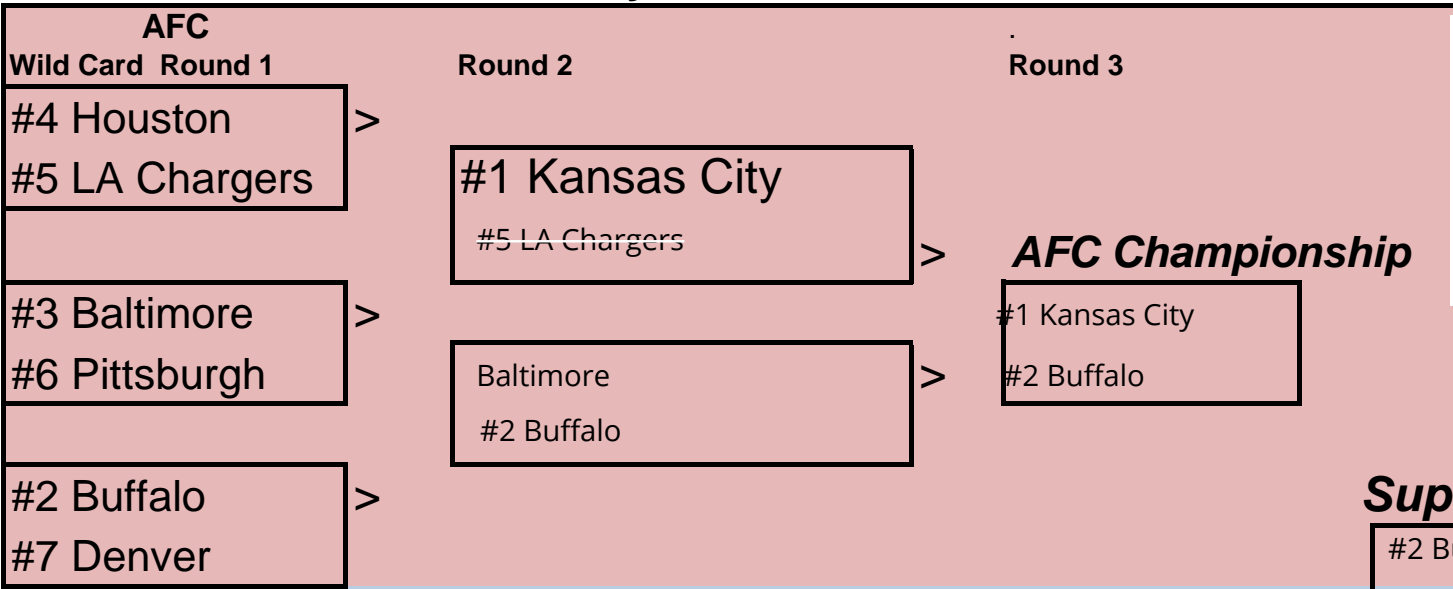 AFC
.
Wild Card Round 1
Round 2
Round 3
#4 Houston
>
#5 LA Chargers
#1 Kansas City
#5 LA Chargers
>
AFC Championship
#3 Baltimore
>
#1 Kansas City
#6 Pittsburgh
Baltimore
>
#2 Buffalo
#2 Buffalo
#2 Buffalo
>
#7 Denver
Sup
#2 B